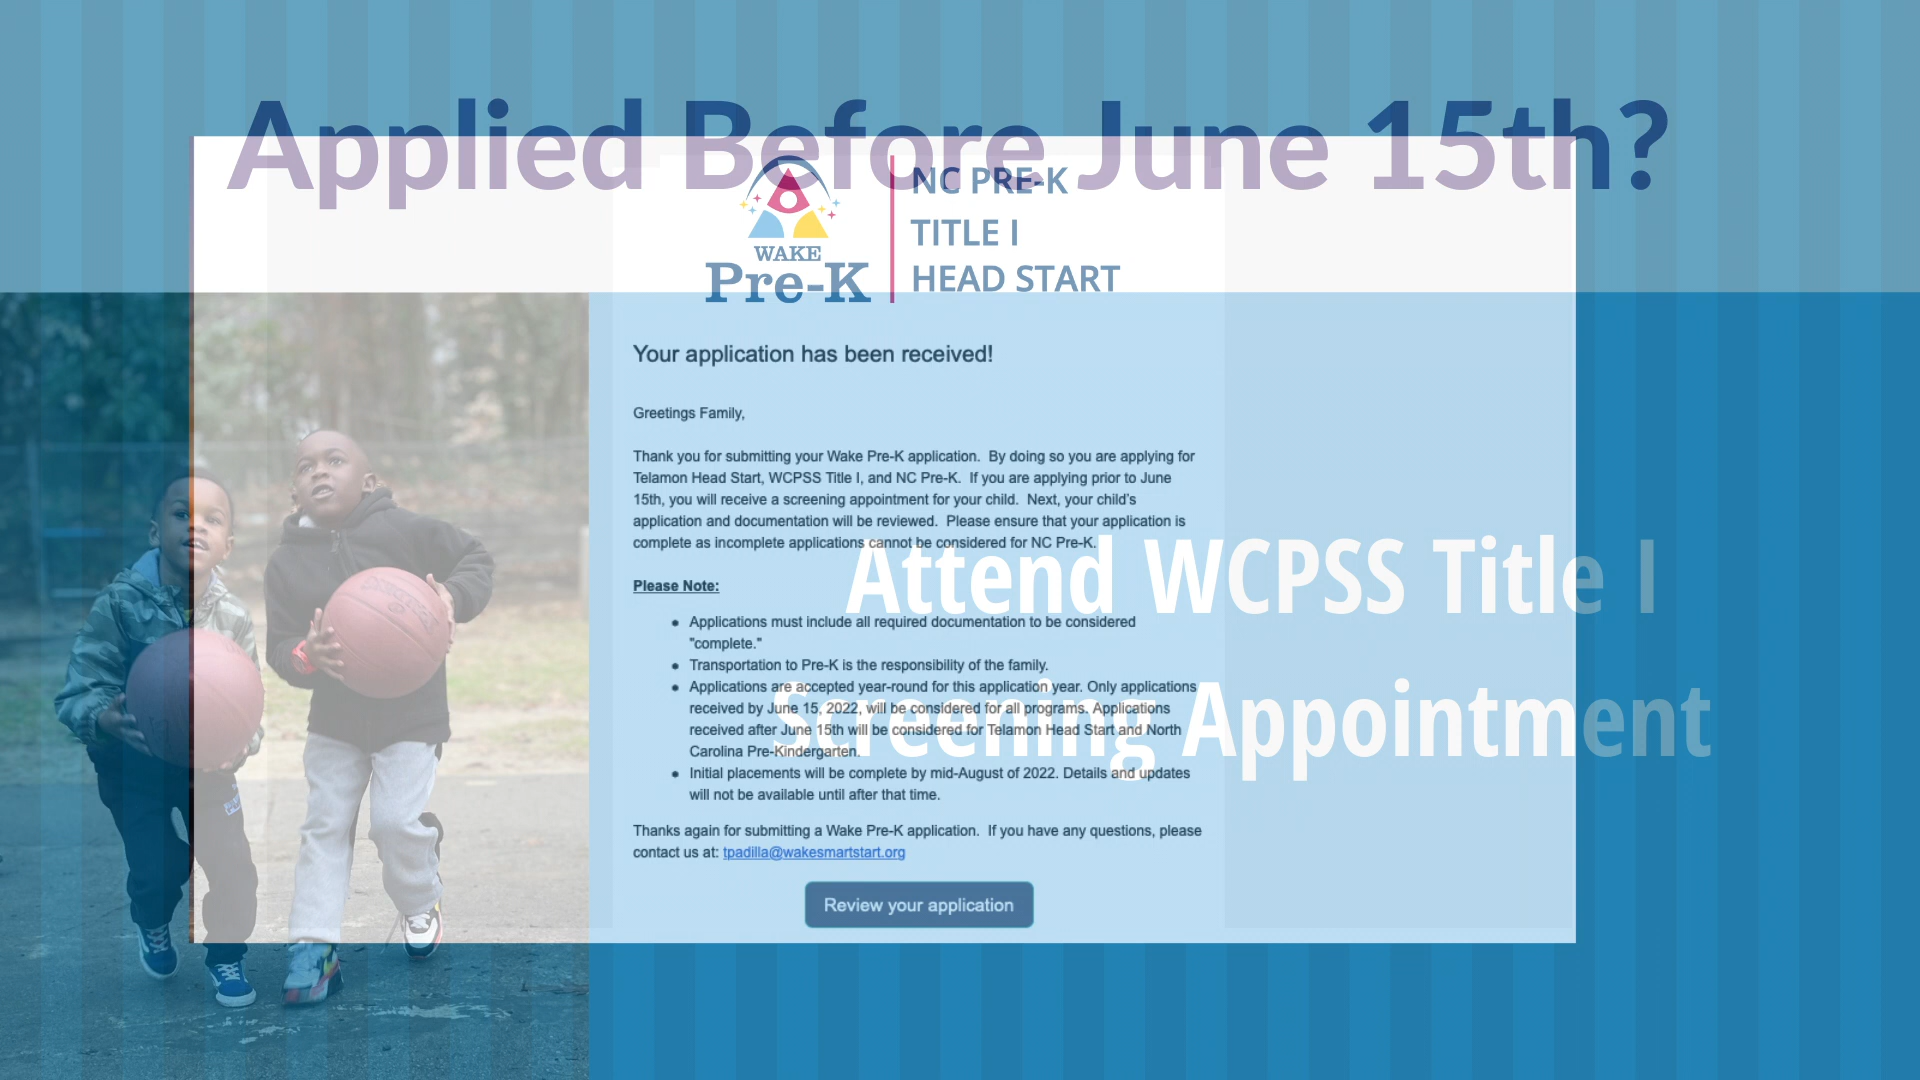 Applied Before June 15th?
WAKE
Pre-K
NC PRE-K
TITLE I
HEAD START
Your application has been received!
Greetings Family,
Thank you for submitting your Wake Pre-K application.  By doing so you are applying for
Telamon Head Start, WCPSS Title I, and NC Pre-K.  If you are applying prior to June
15th, you will receive a screening appointment for your child.  Next, your child's
application and documentation will be reviewed.  Please ensure that your application is
complete as incomplete applications cannot be considered for NC Pre-K.
Please Note:
● Applications must include all required documentation to be considered
"complete."
● Transportation to Pre-K is the responsibility of the family.
● Applications are accepted year-round for this application year. Only applications
received by June 15, 2022, will be considered for all programs. Applications
received after June 15th will be considered for Telamon Head Start and North
Carolina Pre-Kindergarten.
● Initial placements will be complete by mid-August of 2022. Details and updates
will not be available until after that time.
Thanks again for submitting a Wake Pre-K application.  If you have any questions, please
contact us at: tpadilla@wakesmartstart.org
Review your application
Attend WCPSS Title I
Screening Appointment